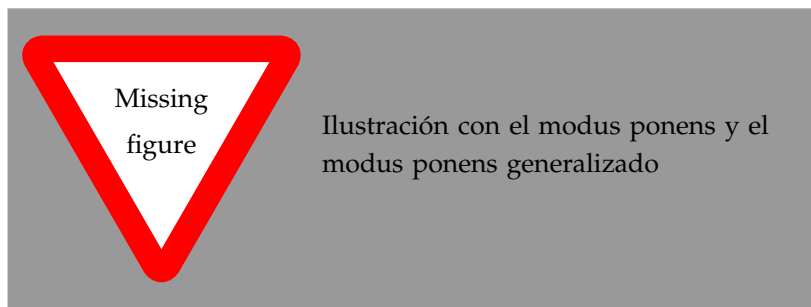 Missing
figure
Ilustración con el modus ponens y el
modus ponens generalizado